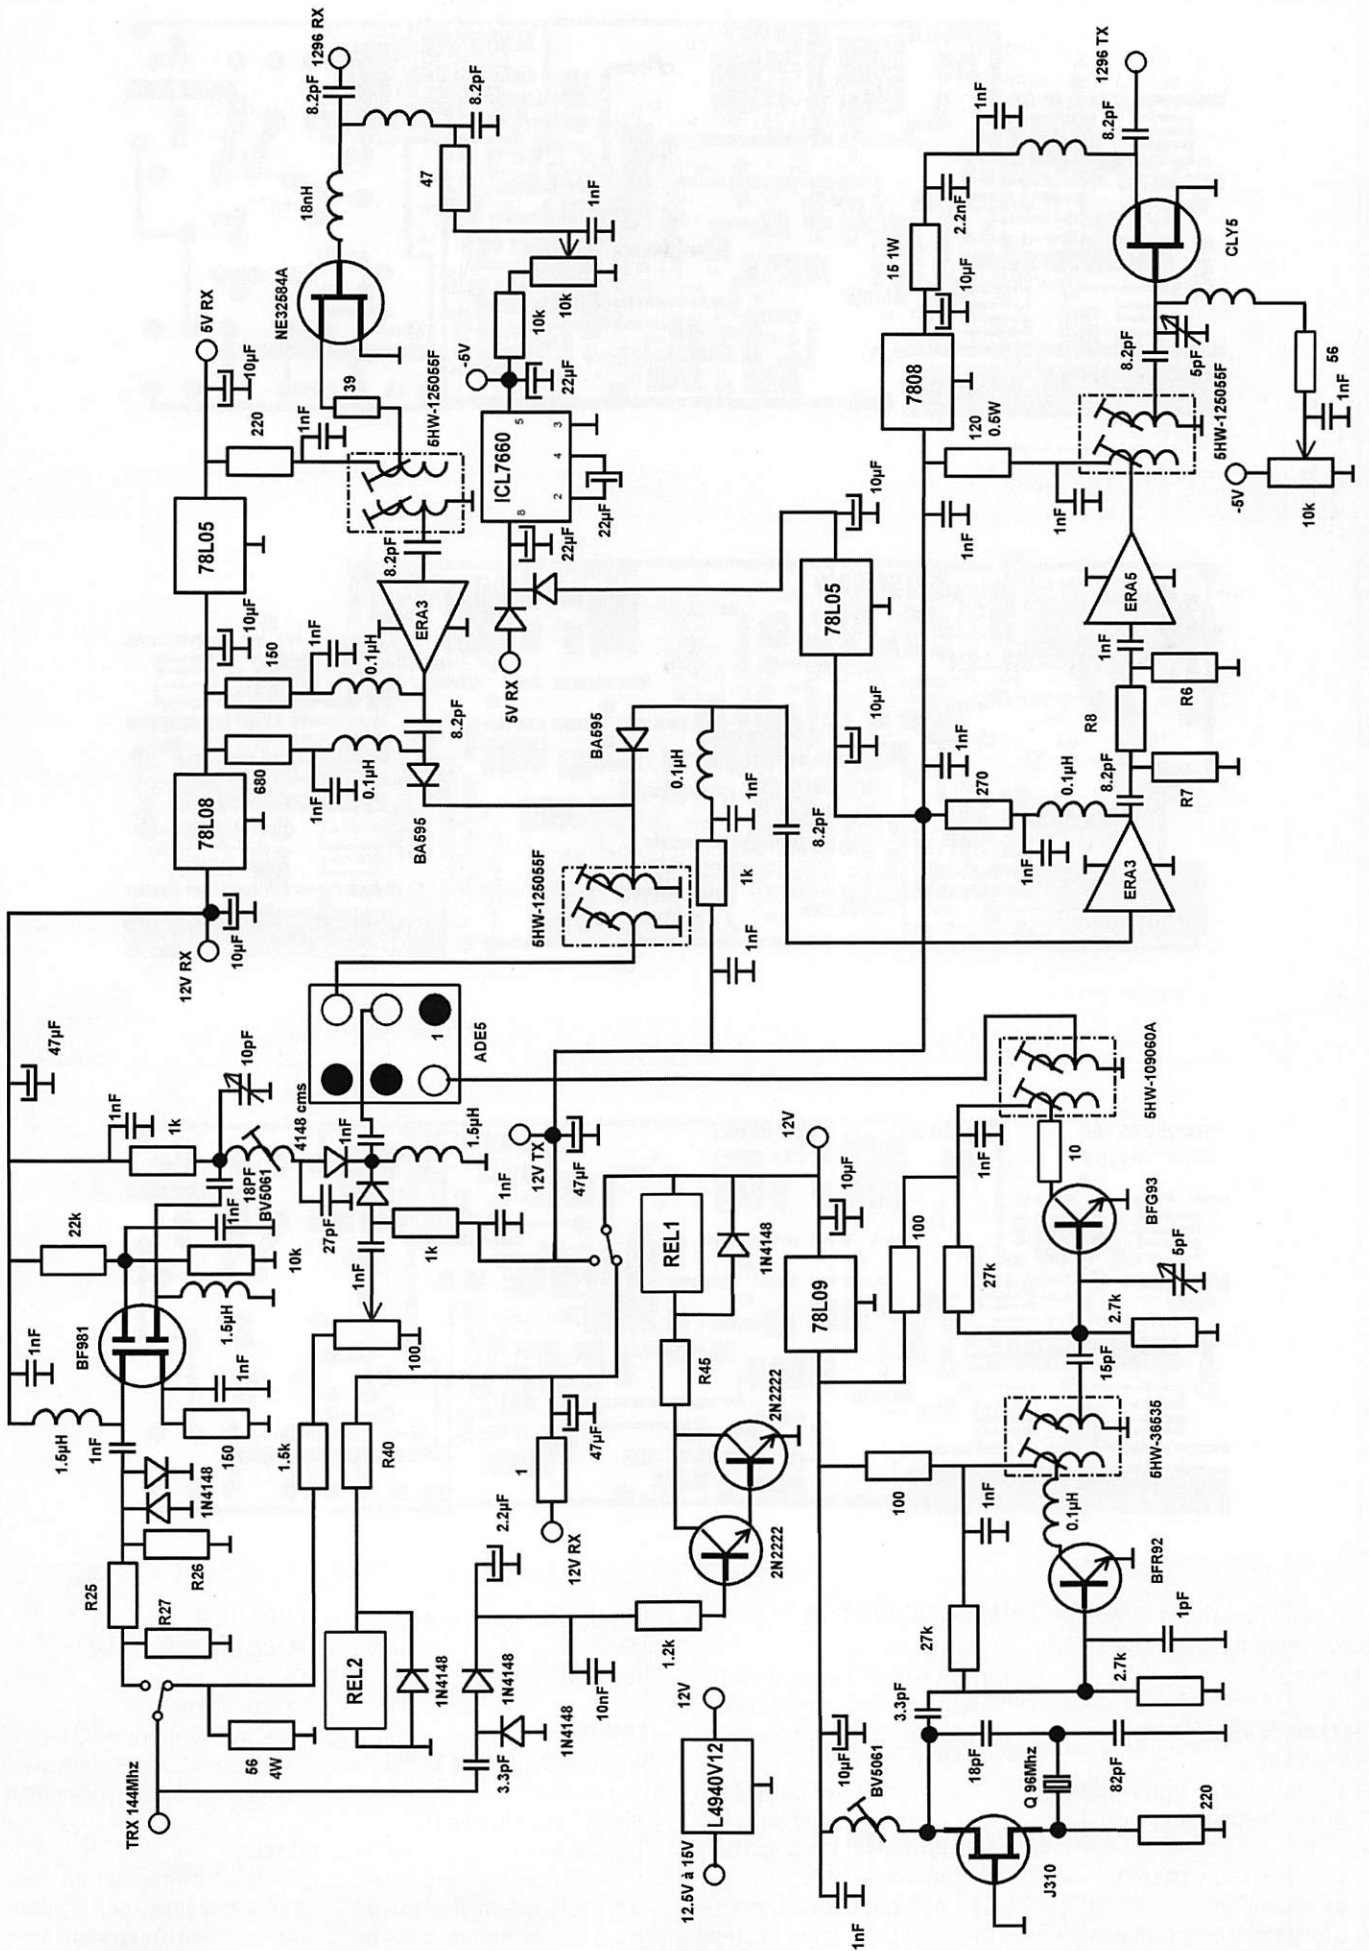 TRX 144Mhz
56
4W
R27
R25
R26
1N4148
1nF
1.5µH
1nF
BF981
150
1nF
1.5µH
22k
10k
1nF
18PF
BV5061
1k
1nF
10pF
47µF
4148 cms
27pF
1nF
1nF
1.5µH
1k
1nF
100
1.5k
R40
REL2
1N4148
3.3pF
1N4148
1N4148
10nF
2.2µF
1.2k
12V RX
1
47µF
12V TX
47µF
REL1
R45
1N4148
2N2222
2N2222
ADE5
1
12V RX
10µF
78L08
680
1nF
0.1µH
BA595
150
1nF
0.1µH
8.2pF
10µF
78L05
220
1nF
10µF
5V RX
ERA3
8.2pF
5HW-125055F
39
NE32584A
18nH
8.2pF
1296 RX
8.2pF
47
1nF
10k
10k
-5V
22µF
ICL7660
8
5
2
4
3
22µF
22µF
5V RX
BA595
0.1µH
1nF
5HW-125055F
1k
1nF
8.2pF
78L05
10µF
10µF
12.5V à 15V
L4940V12
12V
12V
10µF
78L09
10µF
BV5061
1nF
J310
18pF
Q 96Mhz
82pF
220
3.3pF
27k
2.7k
1pF
BFR92
0.1µH
1nF
100
5HW-36535
15pF
2.7k
5pF
27k
100
BFG93
10
1nF
5HW-109060A
ERA3
1nF
270
1nF
0.1µH
8.2pF
R7
R8
R6
1nF
ERA5
1nF
120
0.5W
1nF
7808
10µF
15 1W
2.2nF
1nF
5HW-125055F
8.2pF
5pF
CLY5
8.2pF
1296 TX
56
1nF
10k
-5V